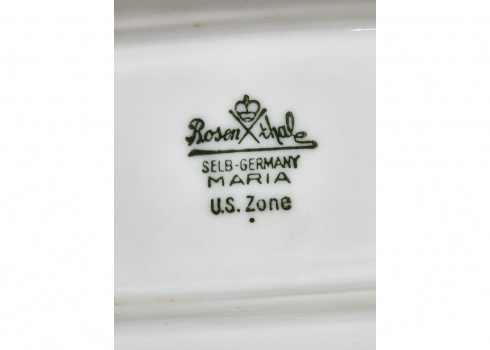 Rosenthal
SELB-GERMANY
MARIA
U.S. Zone